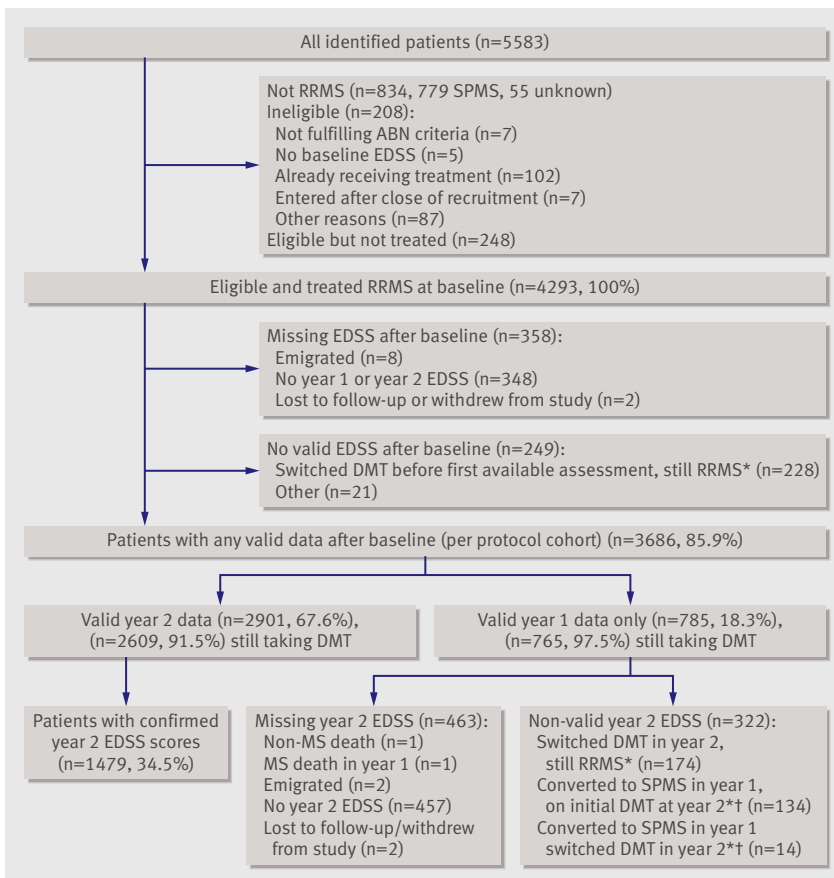 All identified patients (n=5583)
Not RRMS (n=834, 779 SPMS, 55 unknown)
Ineligible (n=208):
Not fulfilling ABN criteria (n=7)
No baseline EDSS (n=5)
Already receiving treatment (n=102)
Entered after close of recruitment (n=7)
Other reasons (n=87)
Eligible but not treated (n=248)
Eligible and treated RRMS at baseline (n=4293, 100%)
Missing EDSS after baseline (n=358):
Emigrated (n=8)
No year 1 or year 2 EDSS (n=348)
Lost to follow-up or withdrew from study (n=2)
No valid EDSS after baseline (n=249):
Switched DMT before first available assessment, still RRMS* (n=228)
Other (n=21)
Patients with any valid data after baseline (per protocol cohort) (n=3686, 85.9%)
Valid year 2 data (n=2901, 67.6%),
(n=2609, 91.5%) still taking DMT
Valid year 1 data only (n=785, 18.3%),
(n=765, 97.5%) still taking DMT
Patients with confirmed
year 2 EDSS scores
(n=1479, 34.5%)
Missing year 2 EDSS (n=463):
Non-MS death (n=1)
MS death in year 1 (n=1)
Emigrated (n=2)
No year 2 EDSS (n=457)
Lost to follow-up/withdrew
from study (n=2)
Non-valid year 2 EDSS (n=322):
Switched DMT in year 2,
still RRMS* (n=174)
Converted to SPMS in year 1,
on initial DMT at year 2*† (n=134)
Converted to SPMS in year 1
switched DMT in year 2*† (n=14)